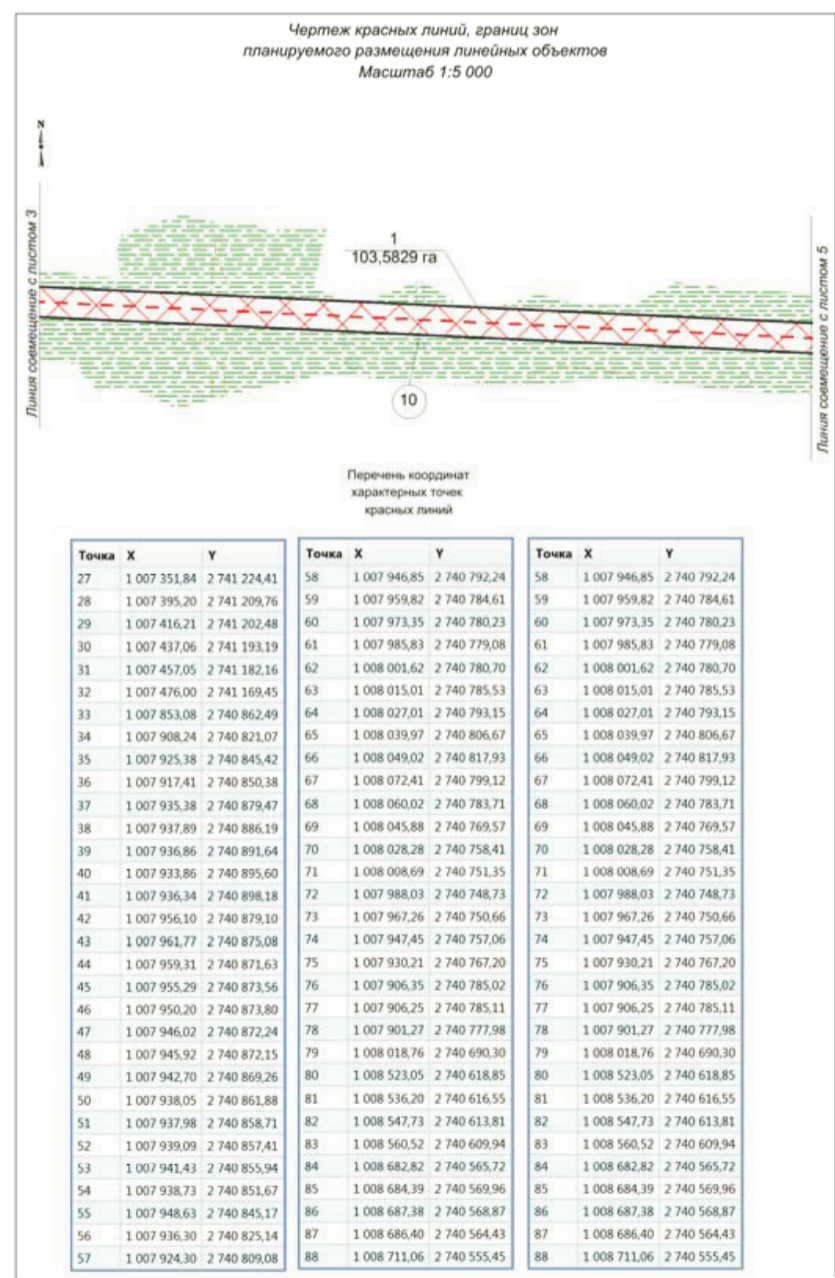 Чертеж красных линий, границ зон
планируемого размещения линейных объектов
Масштаб 1:5 000
N
Линия совмещение с листом 3
1
103,5829 га
10
Линия совмещение с листом 5
Перечень координат
характерных точек
красных линий
Точка X Y
27 1 007 351,84 2 741 224,41
28 1 007 395,20 2 741 209,76
29 1 007 416,21 2 741 202,48
30 1 007 437,06 2 741 193,19
31 1 007 457,05 2 741 182,16
32 1 007 476,00 2 741 169,45
33 1 007 853,08 2 740 862,49
34 1 007 908,24 2 740 821,07
35 1 007 925,38 2 740 845,42
36 1 007 917,41 2 740 850,38
37 1 007 935,38 2 740 879,47
38 1 007 937,89 2 740 886,19
39 1 007 936,86 2 740 891,64
40 1 007 933,86 2 740 895,60
41 1 007 936,34 2 740 898,18
42 1 007 956,10 2 740 879,10
43 1 007 961,77 2 740 875,08
44 1 007 959,31 2 740 871,63
45 1 007 955,29 2 740 873,56
46 1 007 950,20 2 740 873,80
47 1 007 946,02 2 740 872,24
48 1 007 945,92 2 740 872,15
49 1 007 942,70 2 740 869,26
50 1 007 938,05 2 740 861,88
51 1 007 937,98 2 740 858,71
52 1 007 939,09 2 740 857,41
53 1 007 941,43 2 740 855,94
54 1 007 938,73 2 740 851,67
55 1 007 948,63 2 740 845,17
56 1 007 936,30 2 740 825,14
57 1 007 924,30 2 740 809,08
Точка X Y
58 1 007 946,85 2 740 792,24
59 1 007 959,82 2 740 784,61
60 1 007 973,35 2 740 780,23
61 1 007 985,83 2 740 779,08
62 1 008 001,62 2 740 780,70
63 1 008 015,01 2 740 785,53
64 1 008 027,01 2 740 793,15
65 1 008 039,97 2 740 806,67
66 1 008 049,02 2 740 817,93
67 1 008 072,41 2 740 799,12
68 1 008 060,02 2 740 783,71
69 1 008 045,88 2 740 769,57
70 1 008 028,28 2 740 758,41
71 1 008 008,69 2 740 751,35
72 1 007 988,03 2 740 748,73
73 1 007 967,26 2 740 750,66
74 1 007 947,45 2 740 757,06
75 1 007 930,21 2 740 767,20
76 1 007 906,35 2 740 785,02
77 1 007 906,25 2 740 785,11
78 1 007 901,27 2 740 777,98
79 1 008 018,76 2 740 690,30
80 1 008 523,05 2 740 618,85
81 1 008 536,20 2 740 616,55
82 1 008 547,73 2 740 613,81
83 1 008 560,52 2 740 609,94
84 1 008 682,82 2 740 565,72
85 1 008 684,39 2 740 569,96
86 1 008 687,38 2 740 568,87
87 1 008 686,40 2 740 564,43
88 1 008 711,06 2 740 555,45
Точка X Y
58 1 007 946,85 2 740 792,24
59 1 007 959,82 2 740 784,61
60 1 007 973,35 2 740 780,23
61 1 007 985,83 2 740 779,08
62 1 008 001,62 2 740 780,70
63 1 008 015,01 2 740 785,53
64 1 008 027,01 2 740 793,15
65 1 008 039,97 2 740 806,67
66 1 008 049,02 2 740 817,93
67 1 008 072,41 2 740 799,12
68 1 008 060,02 2 740 783,71
69 1 008 045,88 2 740 769,57
70 1 008 028,28 2 740 758,41
71 1 008 008,69 2 740 751,35
72 1 007 988,03 2 740 748,73
73 1 007 967,26 2 740 750,66
74 1 007 947,45 2 740 757,06
75 1 007 930,21 2 740 767,20
76 1 007 906,35 2 740 785,02
77 1 007 906,25 2 740 785,11
78 1 007 901,27 2 740 777,98
79 1 008 018,76 2 740 690,30
80 1 008 523,05 2 740 618,85
81 1 008 536,20 2 740 616,55
82 1 008 547,73 2 740 613,81
83 1 008 560,52 2 740 609,94
84 1 008 682,82 2 740 565,72
85 1 008 684,39 2 740 569,96
86 1 008 687,38 2 740 568,87
87 1 008 686,40 2 740 564,43
88 1 008 711,06 2 740 555,45